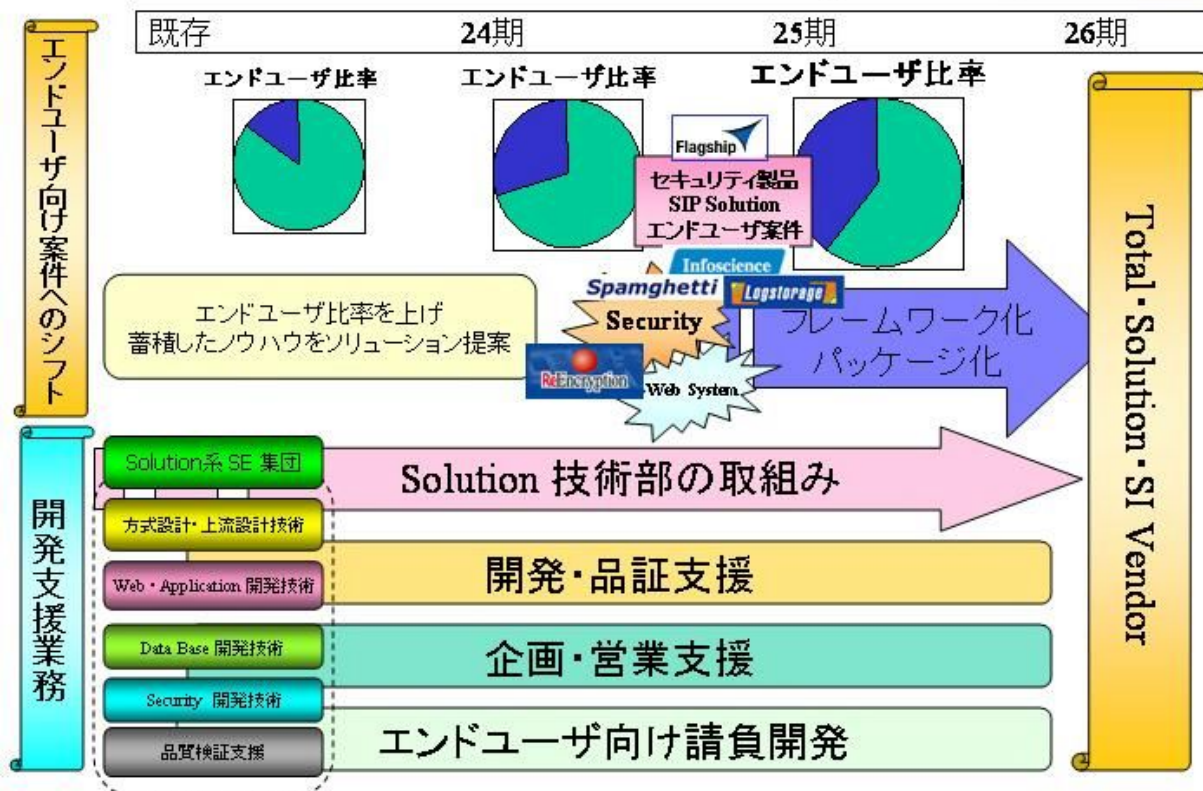 既存 24期 25期 26期
エンドユーザ向け案件へのシフト
エンドユーザ比率
エンドユーザ比率
エンドユーザ比率
Flagship
セキュリティ製品
SIP Solution
エンドユーザ案件
Infoscience
Spamghetti
Logstorage
Security
ReEncryption
Web System
エンドユーザ比率を上げ
蓄積したノウハウをソリューション提案
フレームワーク化
パッケージ化
Total・Solution・SI Vendor
開発支援業務
Solution系 SE 集団
Solution 技術部の取組み
方式設計・上流設計技術
開発・品証支援
Web・Application 開発技術
Data Base 開発技術
企画・営業支援
Security 開発技術
エンドユーザ向け請負開発
品質検証支援